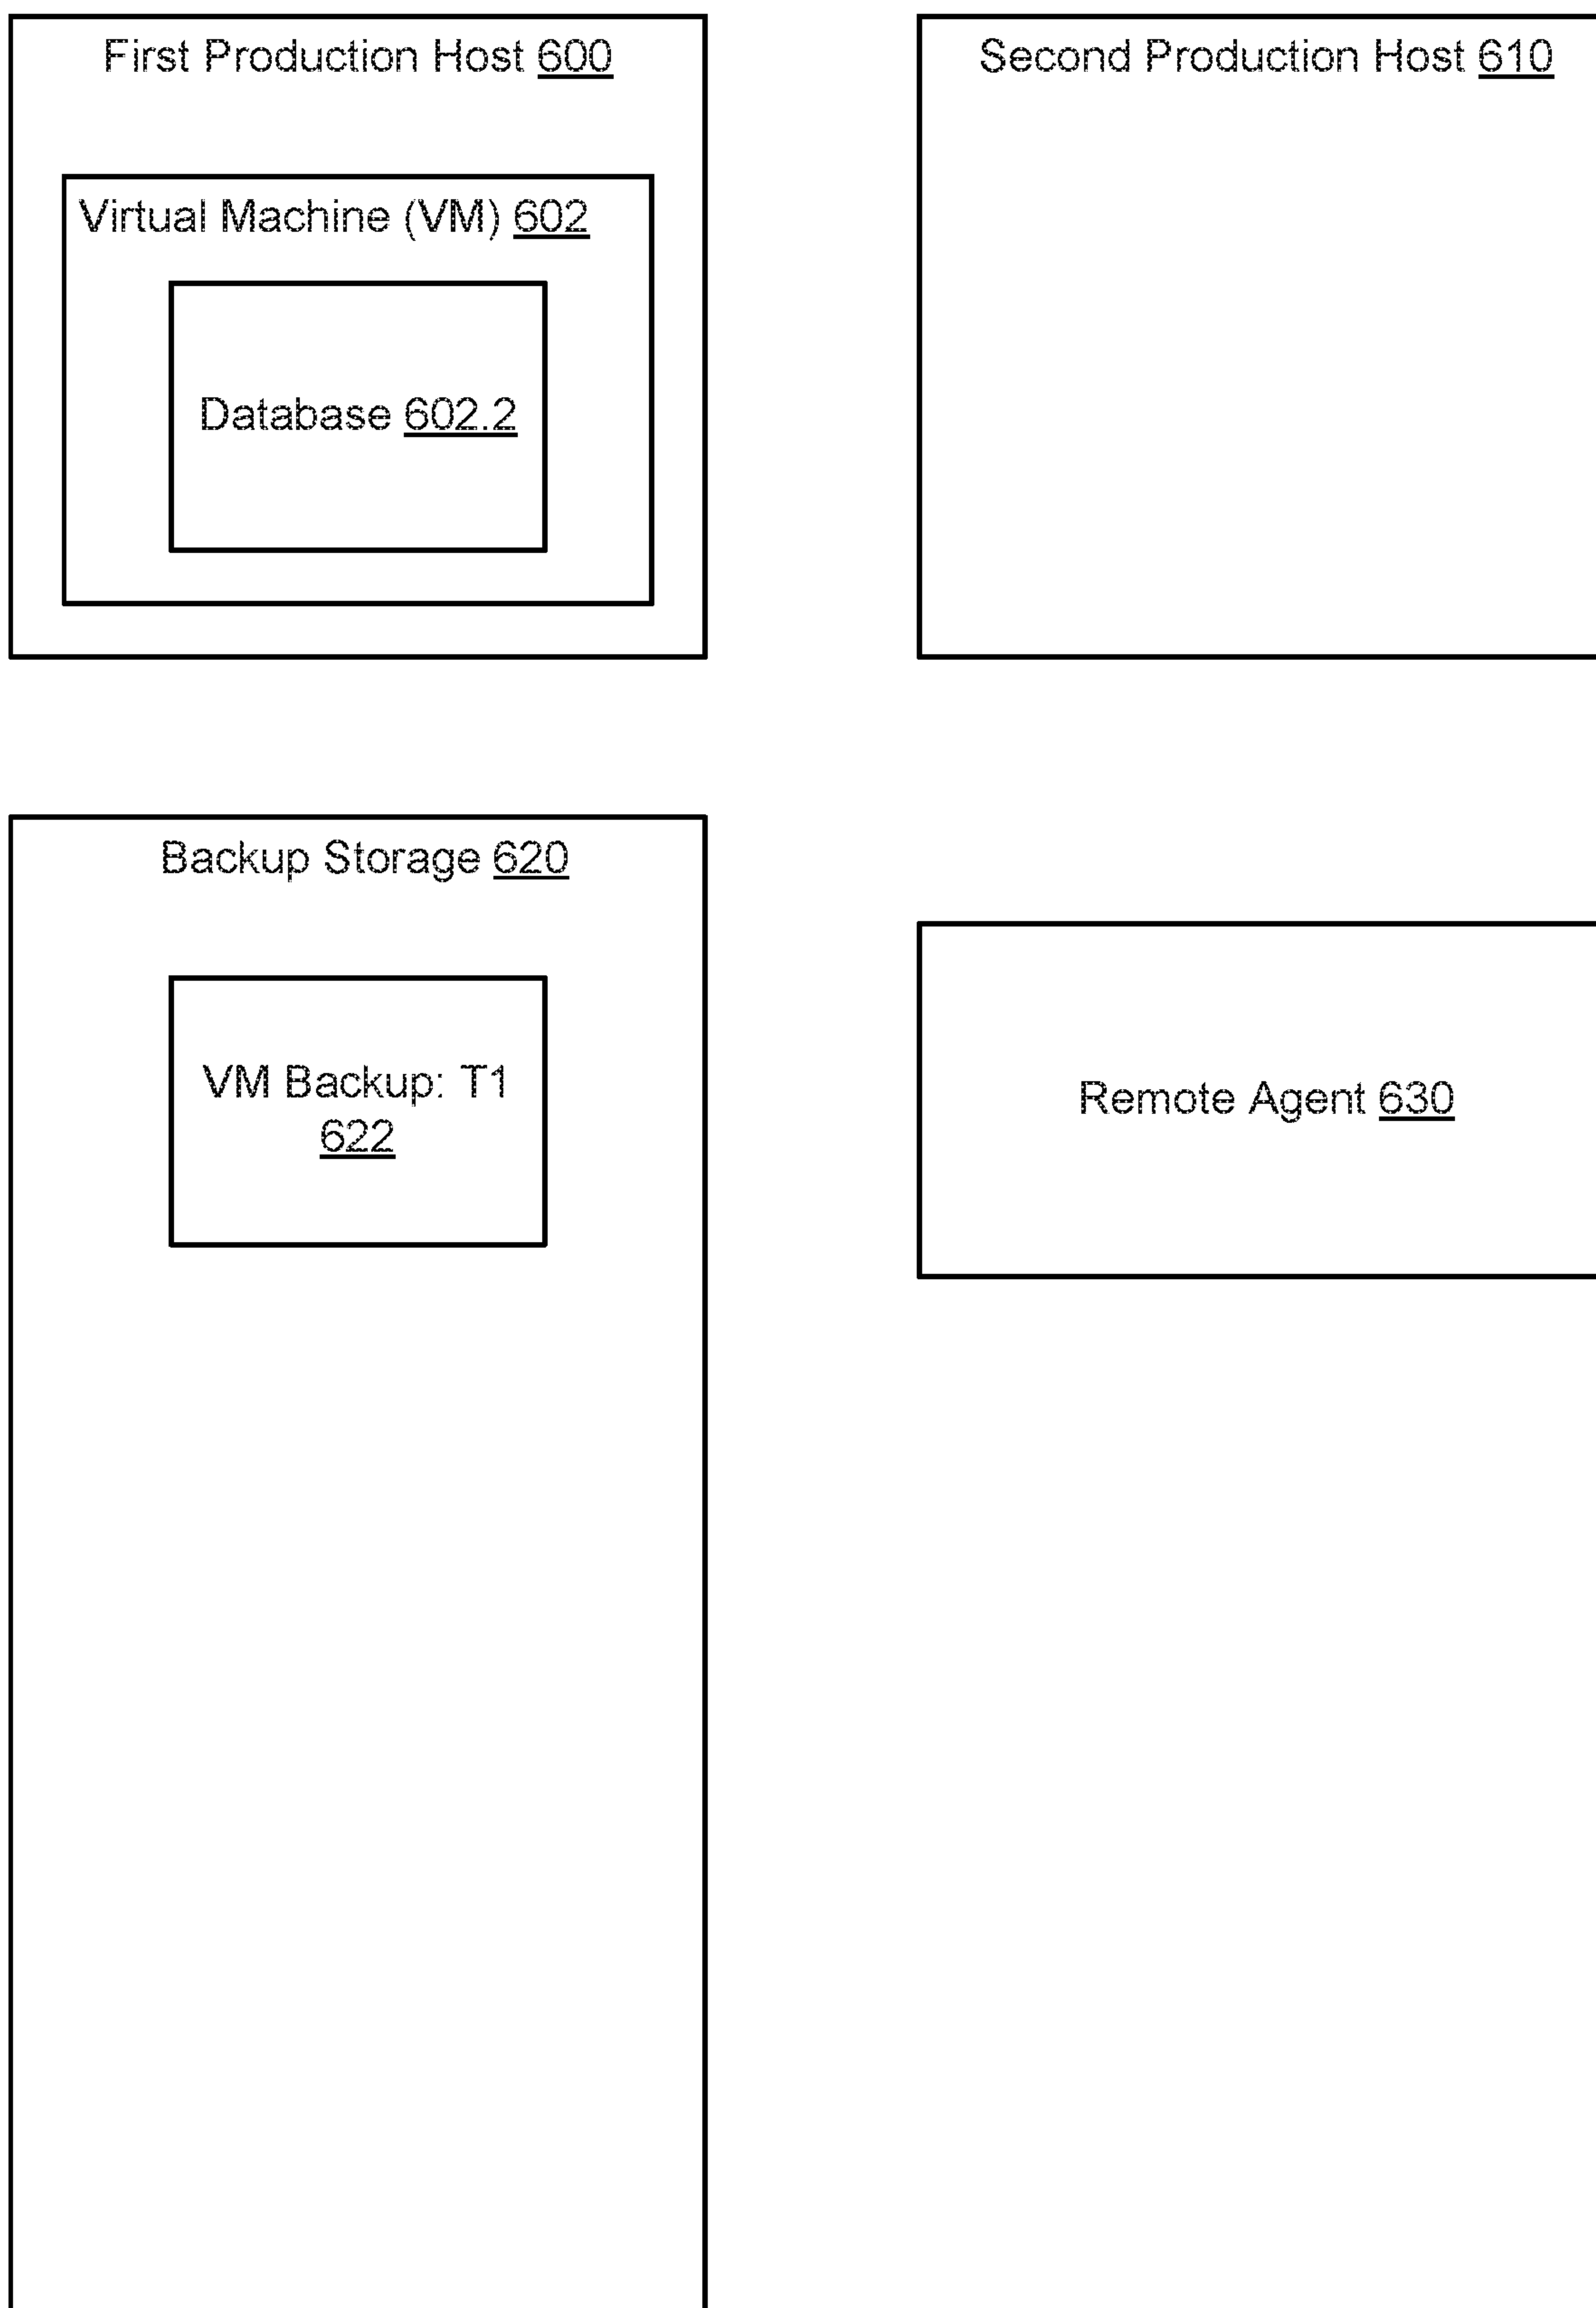 First Production Host 600
Second Production Host 610
Virtual Machine (VM) 602
Database 602.2
Backup Storage 620
VM Backup: T1
622
Remote Agent 630